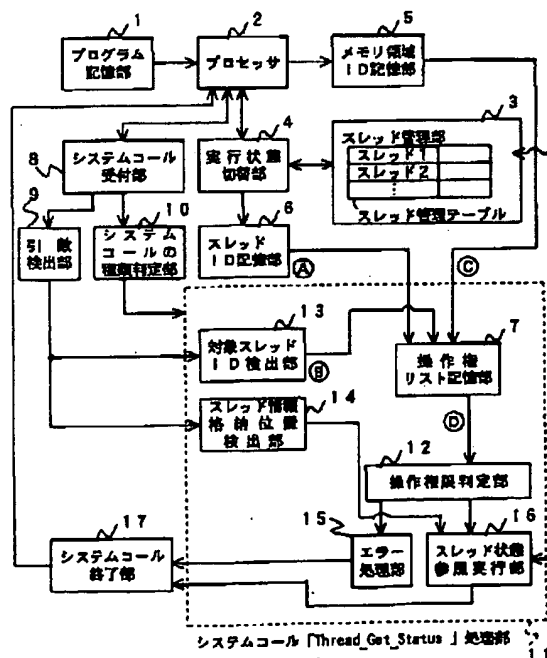 1
プログラム
記憶部
2
プロセッサ
5
メモリ領域
ID記憶部
3
スレッド管理部
スレッド1
スレッド2
スレッド管理テーブル
4
実行状態
切替部
8
システムコール
受付部
9
引数
検出部
10
システム
コールの
種類判定部
6
スレッド
ID記憶部
A
C
13
対象スレッド
ID検出部
B
7
操作権
リスト記憶部
14
スレッド情報
格納位置
検出部
D
12
操作権限判定部
15
エラー
処理部
16
スレッド状態
参照実行部
17
システムコール
終了部
システムコール「Thread_Get_Status」処理部
11